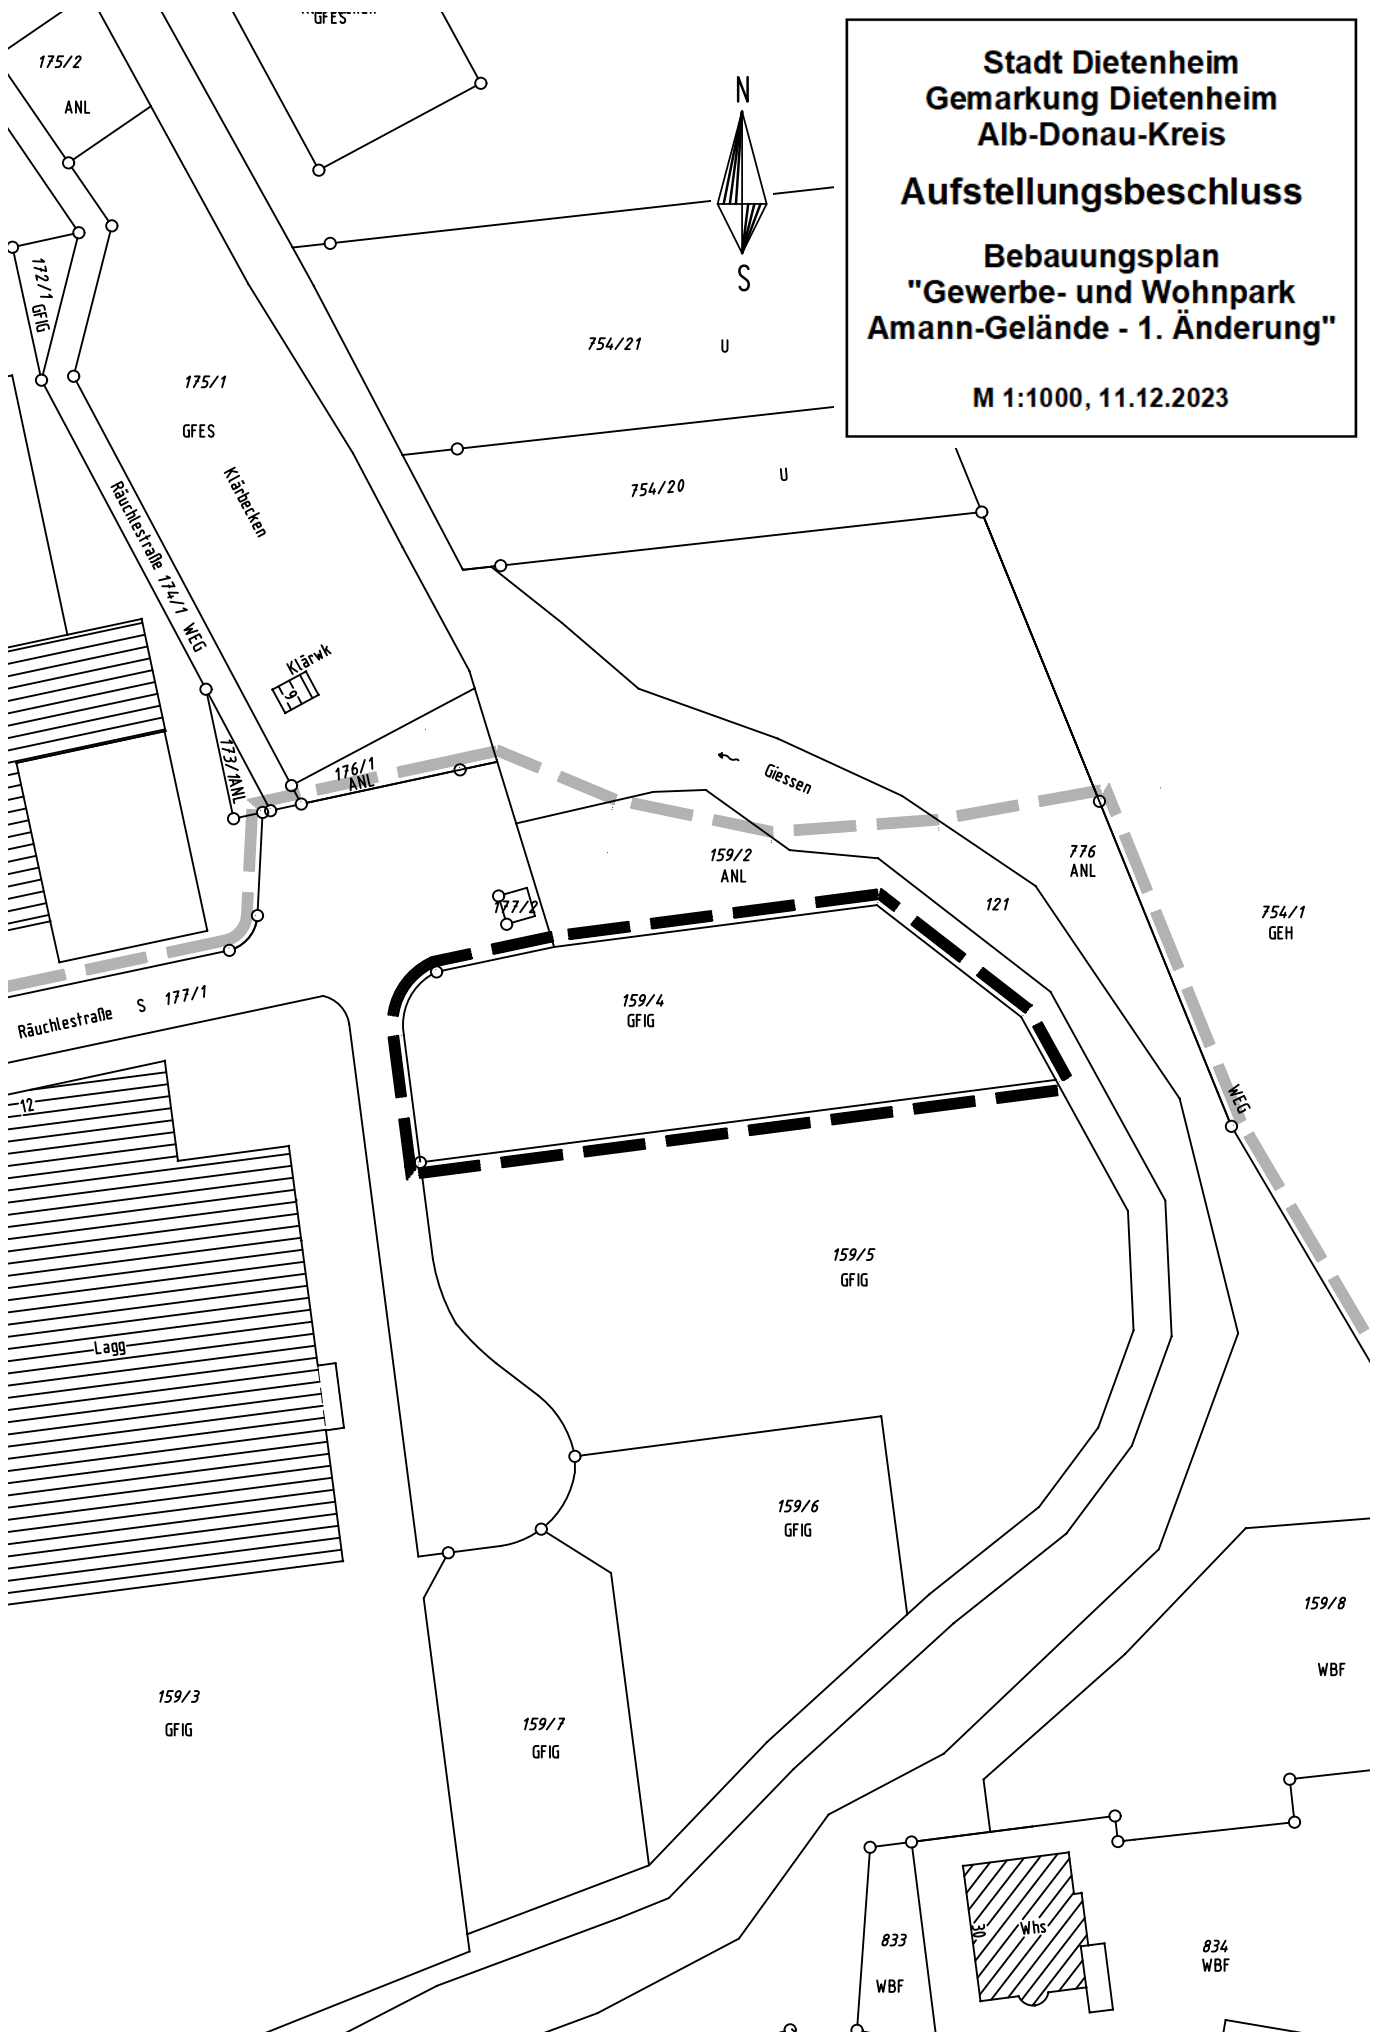 GFES
Stadt Dietenheim
Gemarkung Dietenheim
Alb-Donau-Kreis
Aufstellungsbeschluss
Bebauungsplan
"Gewerbe- und Wohnpark
Amann-Gelände - 1. Änderung"
M 1:1000, 11.12.2023
175/2
ANL
N
S
172/1
GFIG
754/21 U
175/1
GFES
Klärbecken
754/20 U
Räuchlestraße 174/1 WEG
Klärwk
9
173/1 ANL
176/1
ANL
Giessen
159/2
ANL
776
ANL
121
177/2
754/1
GEH
Räuchlestraße S 177/1
159/4
GFIG
WEG
12
159/5
GFIG
Lagg
159/6
GFIG
159/8
WBF
159/3
GFIG
159/7
GFIG
833
WBF
30
Whs
834
WBF